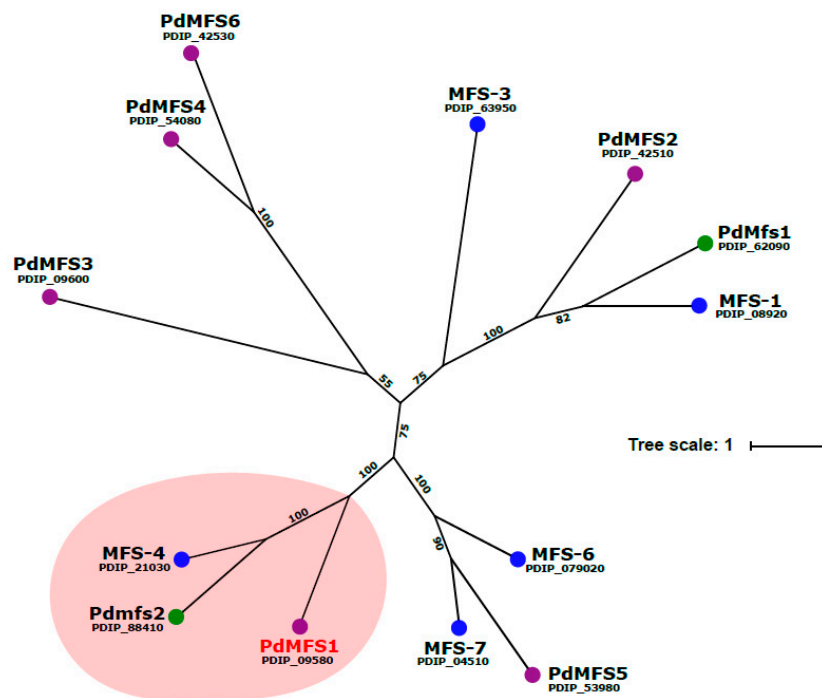 PdMFS6
PDIP_42530
PdMFS4
PDIP_54080
MFS-3
PDIP_63950
PdMFS2
PDIP_42510
PdMfs1
PDIP_62090
100
PdMFS3
PDIP_09600
MFS-1
PDIP_08920
82
100
55
75
75
Tree scale: 1
100
100
100
90
MFS-4
PDIP_21030
MFS-6
PDIP_079020
Pdmfs2
PDIP_88410
PdMFS1
PDIP_09580
MFS-7
PDIP_04510
PdMFS5
PDIP_53980